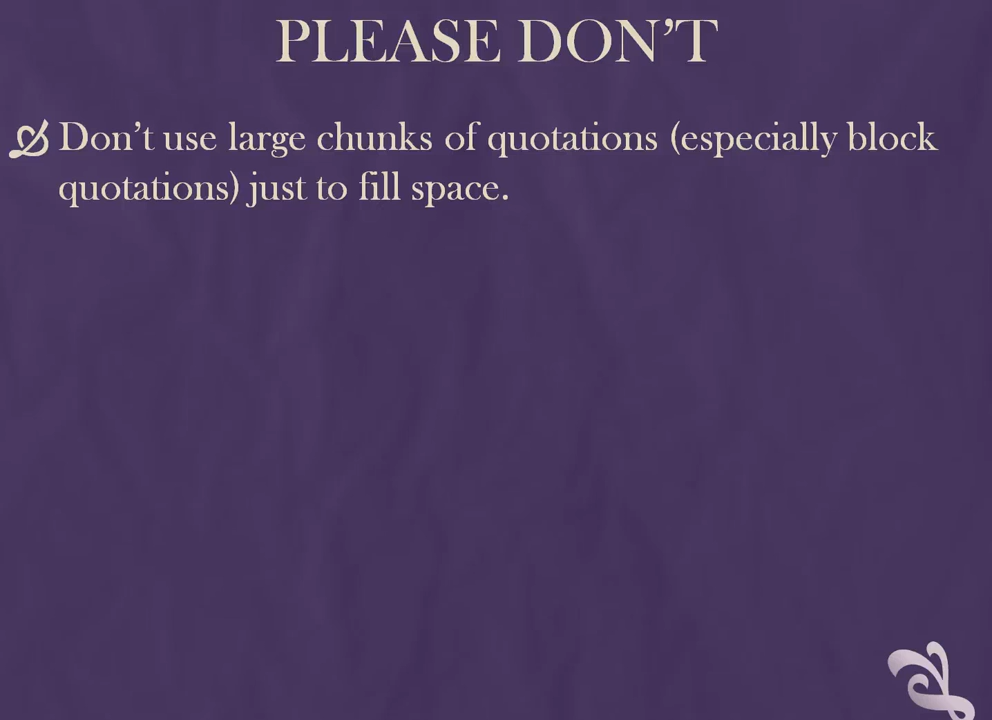 PLEASE DON’T
Don’t use large chunks of quotations (especially block
quotations) just to fill space.